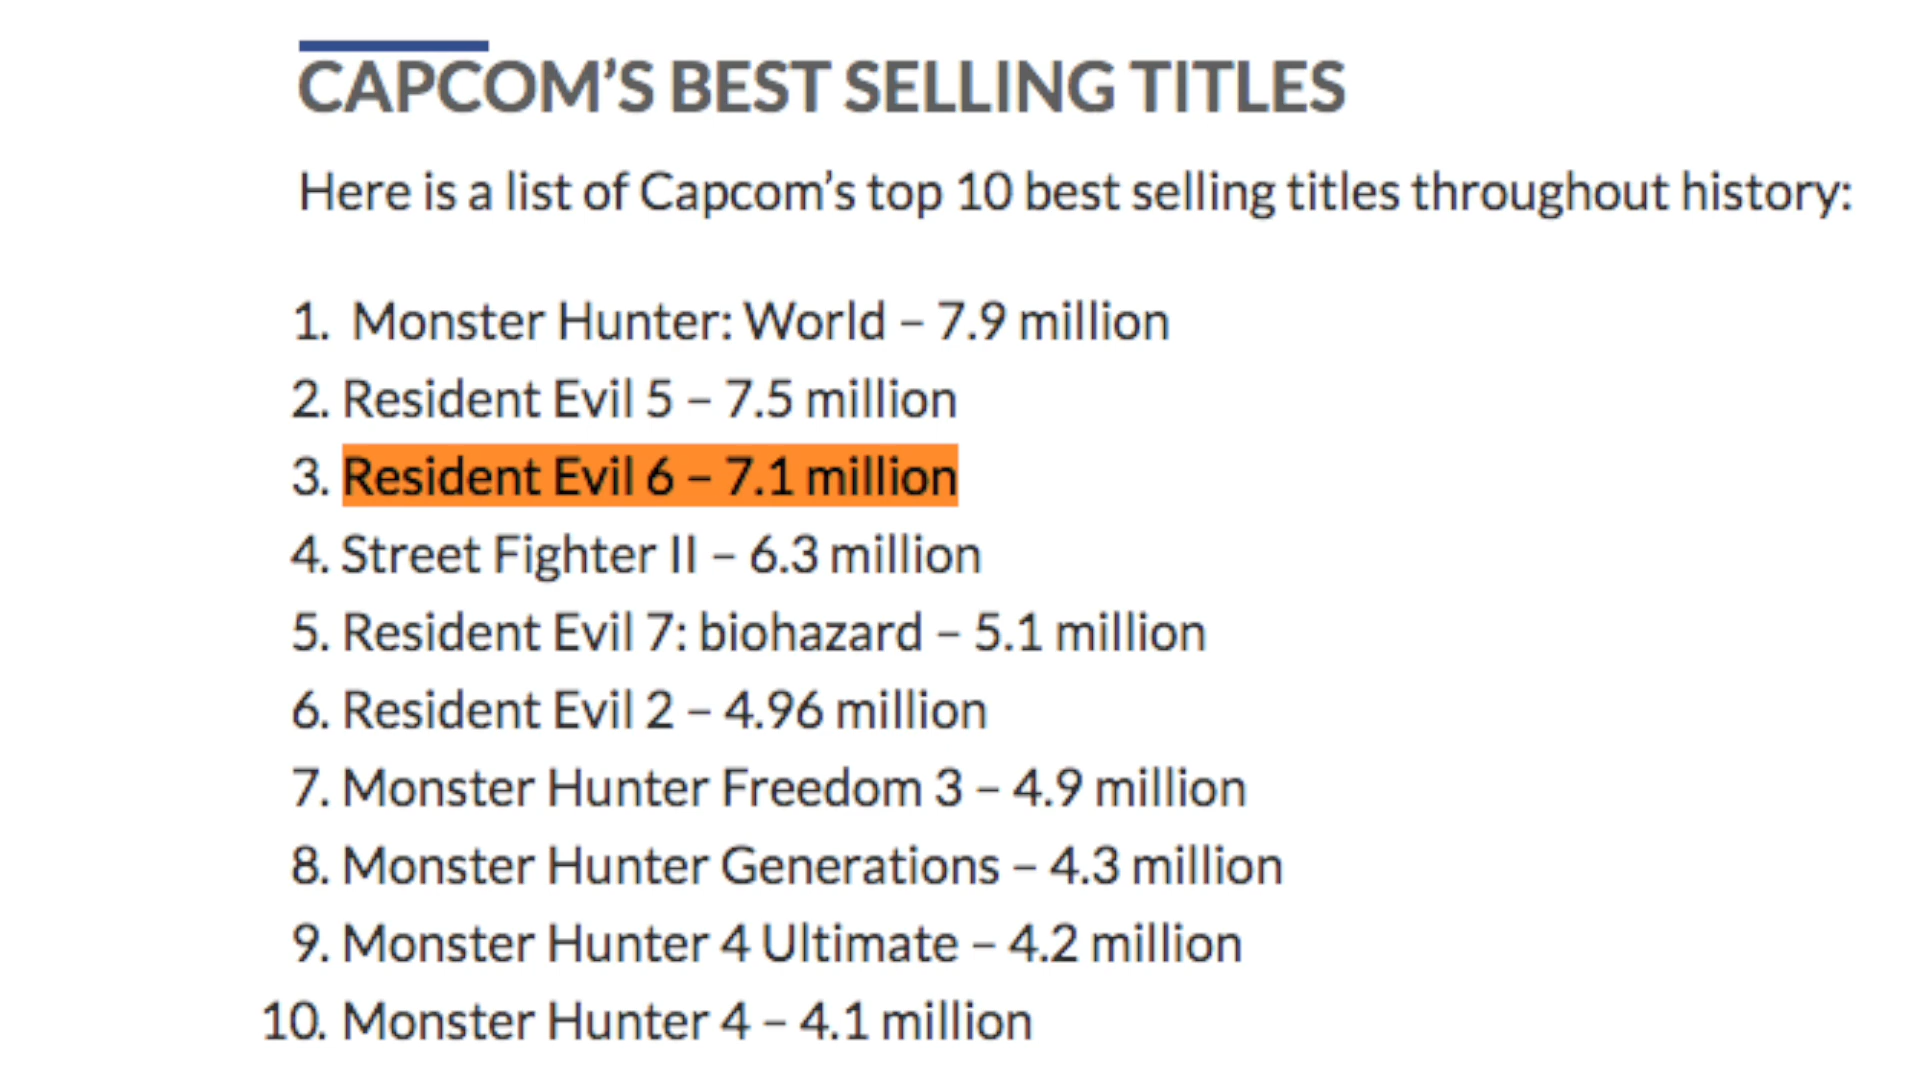 CAPCOM’S BEST SELLING TITLES
Here is a list of Capcom’s top 10 best selling titles throughout history:
1. Monster Hunter: World – 7.9 million
2. Resident Evil 5 – 7.5 million
3. Resident Evil 6 – 7.1 million
4. Street Fighter II – 6.3 million
5. Resident Evil 7: biohazard – 5.1 million
6. Resident Evil 2 – 4.96 million
7. Monster Hunter Freedom 3 – 4.9 million
8. Monster Hunter Generations – 4.3 million
9. Monster Hunter 4 Ultimate – 4.2 million
10. Monster Hunter 4 – 4.1 million